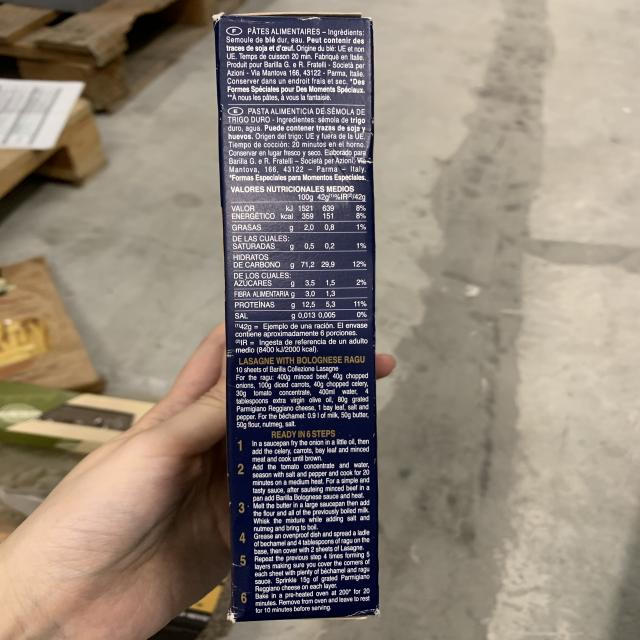 F PÂTES ALIMENTAIRES – Ingrédients:
Semoule de blé dur, eau. Peut contenir des
traces de soja et d'œuf. Origine du blé: UE et non
UE. Temps de cuisson 20 min. Fabriqué en Italie.
Produit pour Barilla G. e R. Fratelli - Società per
Azioni - Via Mantova 166, 43122 - Parma, Italie.
Conserver dans un endroit frais et sec. *Des
Formes Spéciales pour Des Moments Spéciaux.
**À nous les pâtes, à vous la fantaisie.
E PASTA ALIMENTICIA DE SÉMOLA DE
TRIGO DURO - Ingredientes: sémola de trigo
duro, agua. Puede contener trazas de soja y
huevos. Origen del trigo: UE y fuera de la UE.
Tiempo de cocción: 20 minutos en el horno.
Conservar en lugar fresco y seco. Elaborado para
Barilla G. e R. Fratelli – Società per Azioni. Via
Mantova, 166, 43122 – Parma – Italy.
*Formas Especiales para Momentos Especiales.
VALORES NUTRICIONALES MEDIOS
100g 42g(1)%IR(2)/42g
VALOR kJ 1521 639 8%
ENERGÉTICO kcal 359 151 8%
GRASAS g 2,0 0,8 1%
DE LAS CUALES:
SATURADAS g 0,5 0,2 1%
HIDRATOS
DE CARBONO g 71,2 29,9 12%
DE LOS CUALES:
AZÚCARES g 3,5 1,5 2%
FIBRA ALIMENTARIA g 3,0 1,3
PROTEÍNAS g 12,5 5,3 11%
SAL g 0,013 0,005 0%
(1)42g = Ejemplo de una ración. El envase
contiene aproximadamente 6 porciones.
(2)IR = Ingesta de referencia de un adulto
medio (8400 kJ/2000 kcal).
LASAGNE WITH BOLOGNESE RAGU
10 sheets of Barilla Collezione Lasagne
For the ragu: 400g minced beef, 40g chopped
onions, 100g diced carrots, 40g chopped celery,
30g tomato concentrate, 400ml water, 4
tablespoons extra virgin olive oil, 80g grated
Parmigiano Reggiano cheese, 1 bay leaf, salt and
pepper. For the béchamel: 0.9 l of milk, 50g butter,
50g flour, nutmeg, salt.
READY IN 6 STEPS
1 In a saucepan fry the onion in a little oil, then
add the celery, carrots, bay leaf and minced
meat and cook until brown.
2 Add the tomato concentrate and water,
season with salt and pepper and cook for 20
minutes on a medium heat. For a simple and
tasty sauce, after sauteing minced beef in a
pan add Barilla Bolognese sauce and heat.
3 Melt the butter in a large saucepan then add
the flour and all of the previously boiled milk.
Whisk the mixture while adding salt and
nutmeg and bring to boil.
4 Grease an ovenproof dish and spread a ladle
of bechamel and 4 tablespoons of ragu on the
base, then cover with 2 sheets of Lasagne.
5 Repeat the previous step 4 times forming 5
layers making sure you cover the corners of
each sheet with plenty of béchamel and ragu
sauce. Sprinkle 15g of grated Parmigiano
Reggiano cheese on each layer.
6 Bake in a pre-heated oven at 200° for 20
minutes. Remove from oven and leave to rest
for 10 minutes before serving.